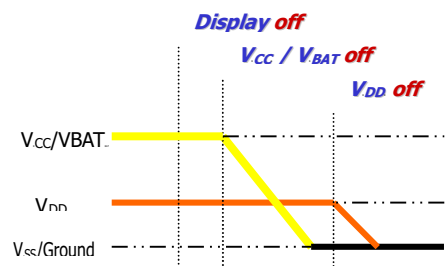 Display off
VCC / VBAT off
VDD off
VCC/VBAT
VDD
VSS/Ground